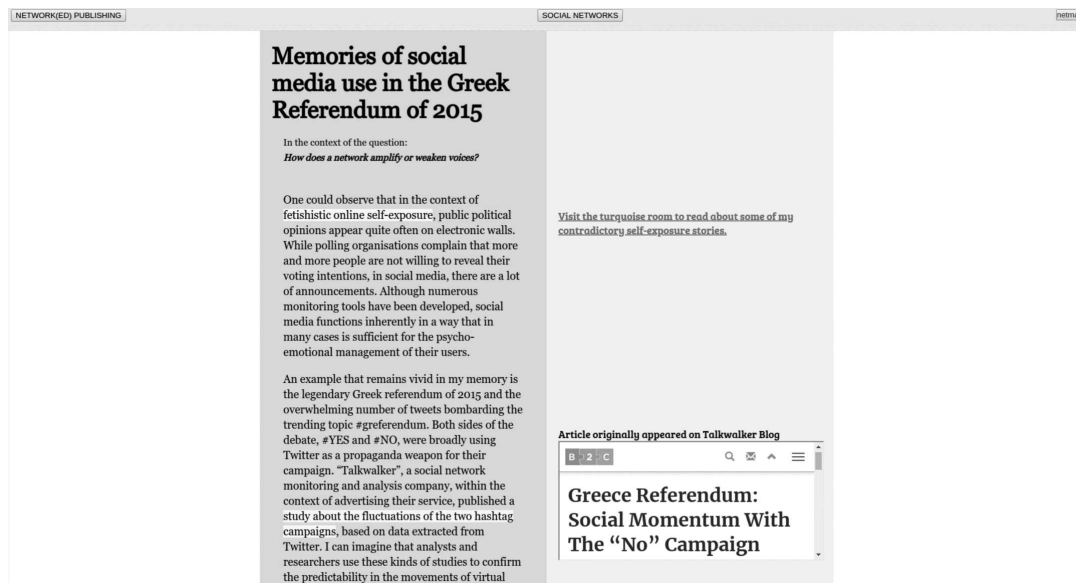 NETWORK(ED) PUBLISHING
SOCIAL NETWORKS
Memories of social
media use in the Greek
Referendum of 2015
In the context of the question:
How does a network amplify or weaken voices?
One could observe that in the context of
fetishistic online self-exposure, public political
opinions appear quite often on electronic walls.
While polling organisations complain that more
and more people are not willing to reveal their
voting intentions, in social media, there are a lot
of announcements. Although numerous
monitoring tools have been developed, social
media functions inherently in a way that in
many cases is sufficient for the psycho-
emotional management of their users.
An example that remains vivid in my memory is
the legendary Greek referendum of 2015 and the
overwhelming number of tweets bombarding the
trending topic #greferendum. Both sides of the
debate, #YES and #NO, were broadly using
Twitter as a propaganda weapon for their
campaign. “Talkwalker”, a social network
monitoring and analysis company, within the
context of advertising their service, published a
study about the fluctuations of the two hashtag
campaigns, based on data extracted from
Twitter. I can imagine that analysts and
researchers use these kinds of studies to confirm
the predictability in the movements of virtual
Visit the turquoise room to read about some of my
contradictory self-exposure stories.
Article originally appeared on Talkwalker Blog
B 2 C
Greece Referendum:
Social Momentum With
The “No” Campaign